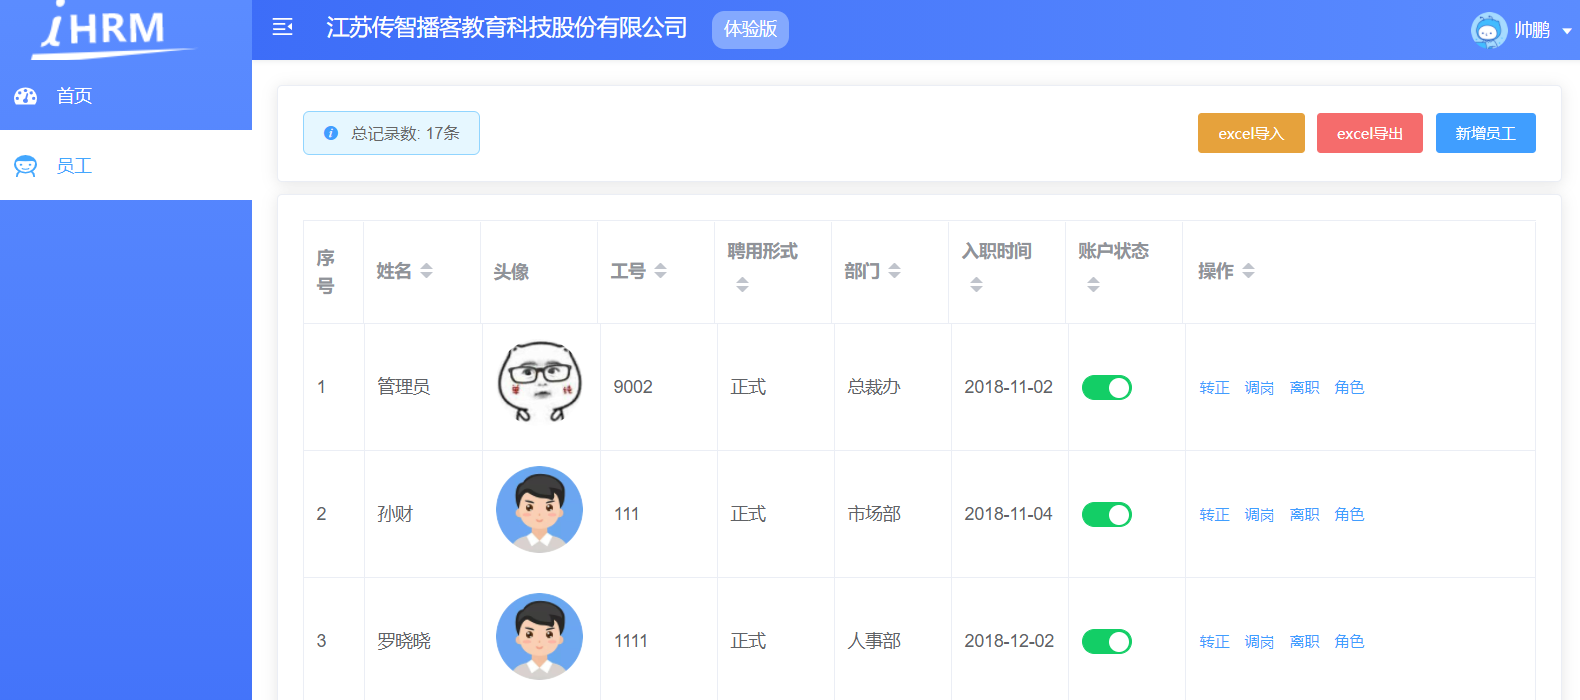 iHRM
江苏传智播客教育科技股份有限公司 体验版 帅鹏
首页
员工
总记录数: 17条 excel导入 excel导出 新增员工
序号 姓名 头像 工号 聘用形式 部门 入职时间 账户状态 操作
1 管理员 9002 正式 总裁办 2018-11-02 转正 调岗 离职 角色
2 孙财 111 正式 市场部 2018-11-04 转正 调岗 离职 角色
3 罗晓晓 1111 正式 人事部 2018-12-02 转正 调岗 离职 角色